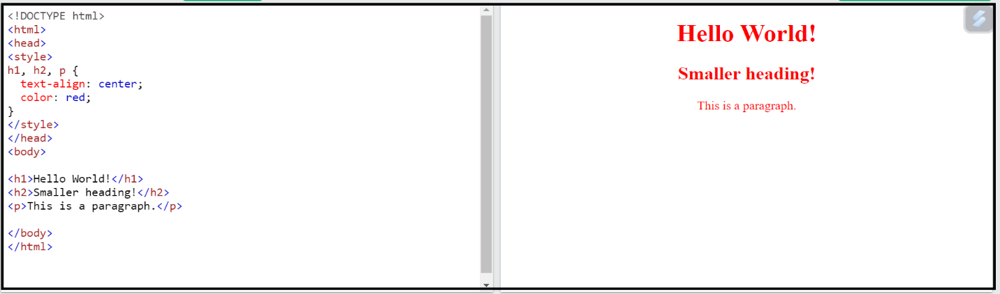 <!DOCTYPE html>
<html>
<head>
<style>
h1, h2, p {
  text-align: center;
  color: red;
}
</style>
</head>
<body>
<h1>Hello World!</h1>
<h2>Smaller heading!</h2>
<p>This is a paragraph.</p>
</body>
</html>
Hello World!
Smaller heading!
This is a paragraph.